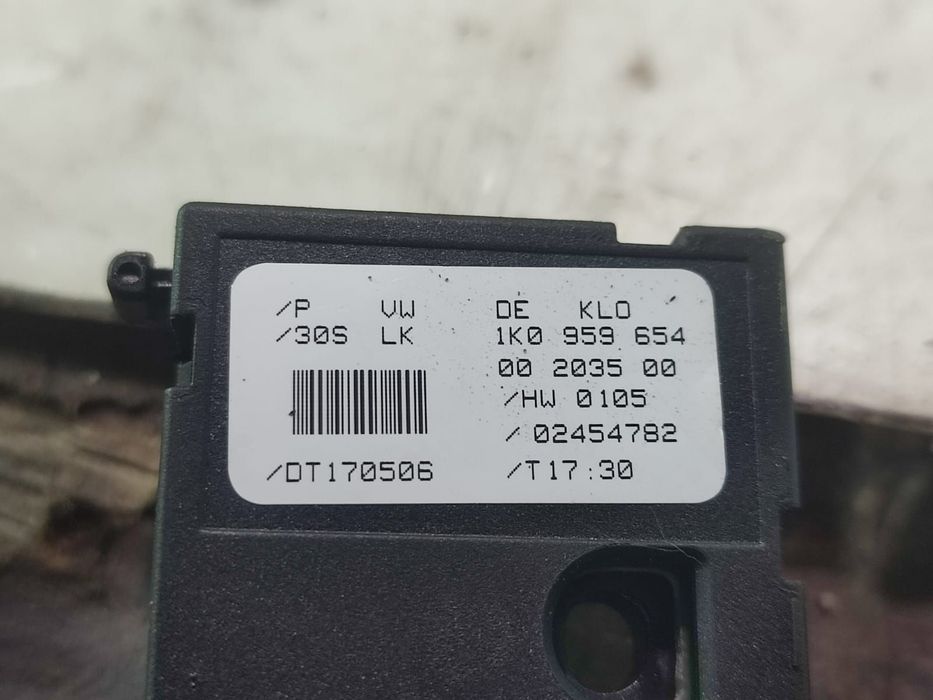 /P VW DE KLO
/30S LK 1K0 959 654
00 2035 00
/HW 0105
/ 02454782
/DT170506 /T17:30